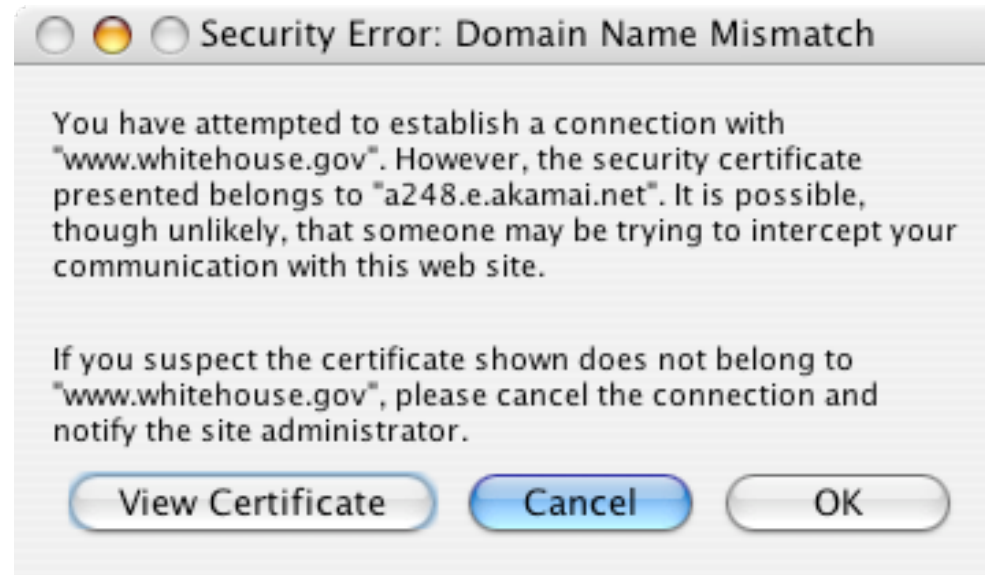 Security Error: Domain Name Mismatch
You have attempted to establish a connection with
"www.whitehouse.gov". However, the security certificate
presented belongs to "a248.e.akamai.net". It is possible,
though unlikely, that someone may be trying to intercept your
communication with this web site.
If you suspect the certificate shown does not belong to
"www.whitehouse.gov", please cancel the connection and
notify the site administrator.
View Certificate Cancel OK